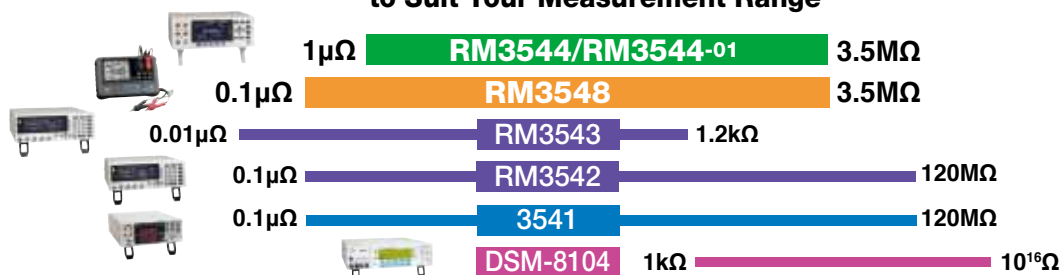 to Suit Your Measurement Range
1μΩ RM3544/RM3544-01 3.5MΩ
0.1μΩ RM3548 3.5MΩ
0.01μΩ RM3543 1.2kΩ
0.1μΩ RM3542 120MΩ
0.1μΩ 3541 120MΩ
DSM-8104 1kΩ 10¹⁶Ω